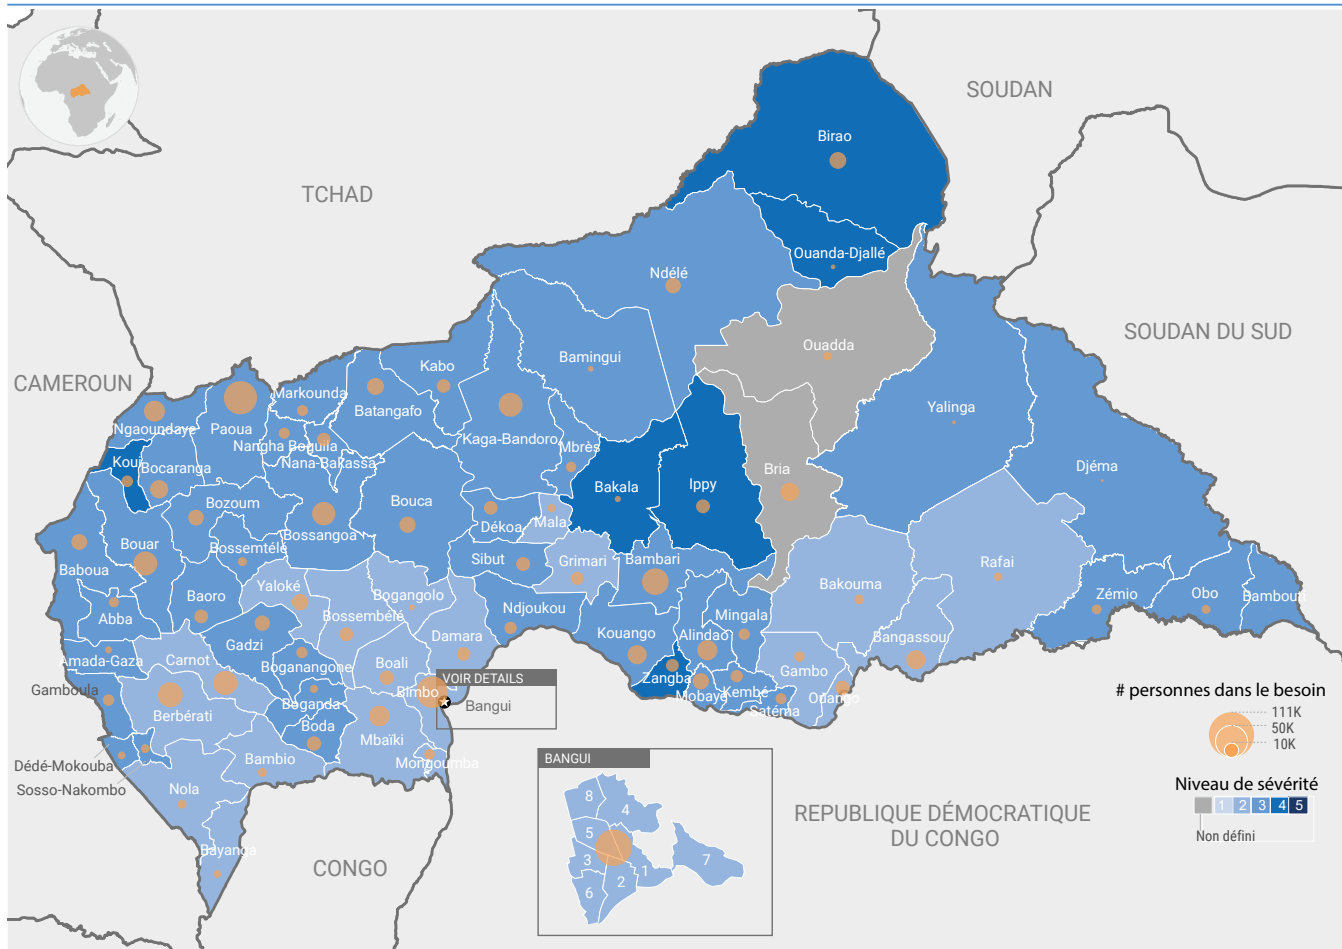 SOUDAN
Birao
TCHAD
Ouanda-Djallé
Ndélé
SOUDAN DU SUD
Ouadda
Kabo
Bamingui
CAMEROUN
Markounda
Batangafo
Yalinga
Ngaoundaye
Paoua
Kaga-Bandoro
Nangha Boguila
Mbrès
Nana-Bakassa
Koui
Bocaranga
Djéma
Bria
Bakala
Ippy
Bozoum
Bouca
Dékoa
Mala
Bossangoa
Bouar
Bossemtélé
Sibut
Grimari
Bambari
Rafai
Baboua
Yaloké
Bakouma
Baoro
Bogangolo
Zémio
Obo
Bambouti
Abba
Bossembélé
Ndjoukou
Mingala
Kouango
Alindao
Damara
Bangassou
Gadzi
Amada-Gaza
Carnot
Boganangone
Boali
Gambo
VOIR DETAILS
Zangba
Gamboula
Bimbo
Mobaye
Kembé
Ouango
Boganda
Bangui
Satéma
Berbérati
Boda
Mbaïki
# personnes dans le besoin
111K
50K
10K
Bambio
Mongoumba
BANGUI
Dédé-Mokouba
Sosso-Nakombo
Nola
Niveau de sévérité
1 2 3 4 5
Non défini
8
4
5
3
1
7
2
6
REPUBLIQUE DÉMOCRATIQUE
DU CONGO
Bayanga
CONGO